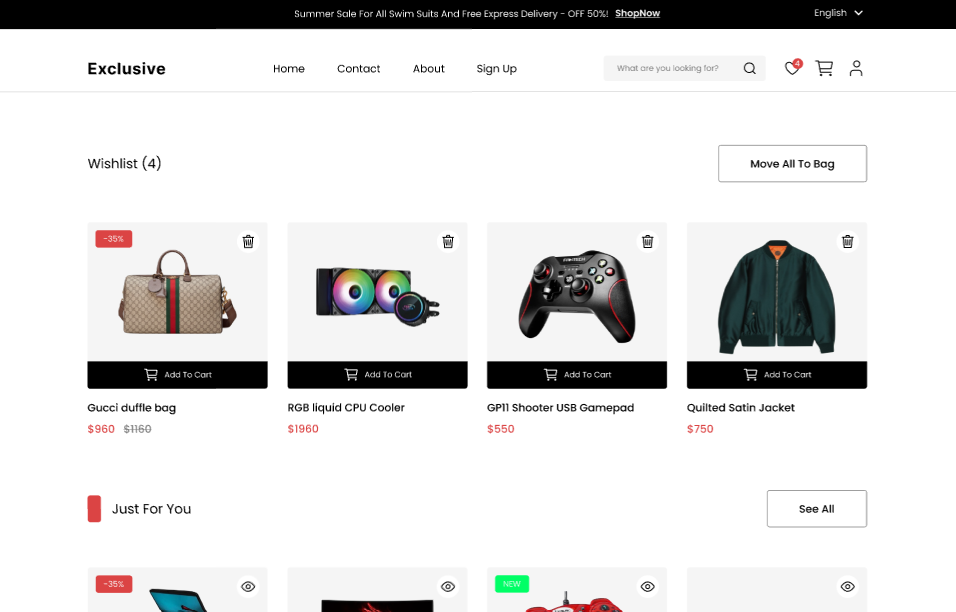 Summer Sale For All Swim Suits And Free Express Delivery - OFF 50%! ShopNow
English
Exclusive
Home Contact About Sign Up
What are you looking for?
4
Wishlist (4)
Move All To Bag
-35%
Add To Cart
Add To Cart
Add To Cart
Add To Cart
Gucci duffle bag
RGB liquid CPU Cooler
GP11 Shooter USB Gamepad
Quilted Satin Jacket
$960 $1160
$1960
$550
$750
Just For You
See All
-35%
NEW